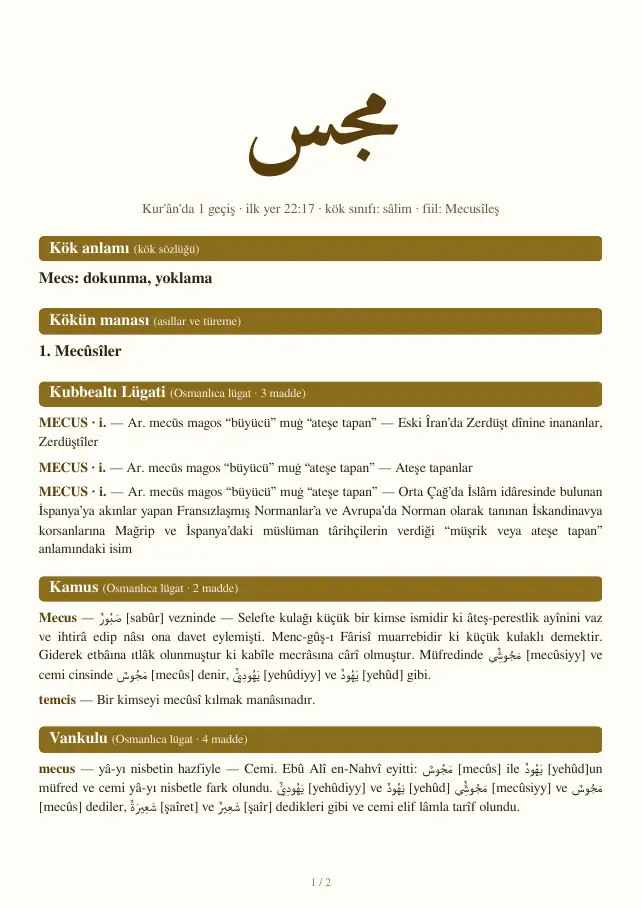 مجس
Kur'ân'da 1 geçiş · ilk yer 22:17 · kök sınıfı: sâlim · fiil: Mecusîleş
Kök anlamı (kök sözlüğü)
Mecs: dokunma, yoklama
Kökün manası (asıllar ve türeme)
1. Mecûsîler
Kubbealtı Lügati (Osmanlıca lügat · 3 madde)
MECUS · i. — Ar. mecūs magos “büyücü” muġ “ateşe tapan” — Eski Îran’da Zerdüşt dînine inananlar,
Zerdüştîler
MECUS · i. — Ar. mecūs magos “büyücü” muġ “ateşe tapan” — Ateşe tapanlar
MECUS · i. — Ar. mecūs magos “büyücü” muġ “ateşe tapan” — Orta Çağ’da İslâm idâresinde bulunan
İspanya’ya akınlar yapan Fransızlaşmış Normanlar’a ve Avrupa’da Norman olarak tanınan İskandinavya
korsanlarına Mağrip ve İspanya’daki müslüman târihçilerin verdiği “müşrik veya ateşe tapan”
anlamındaki isim
Kamus (Osmanlıca lügat · 2 madde)
Mecus — صَبُورٌ [sabûr] vezninde — Selefte kulağı küçük bir kimse ismidir ki âteş-perestlik ayînini vaz
ve ihtirâ edip nâsı ona davet eylemişti. Menc-gûş-ı Fârisî muarrebidir ki küçük kulaklı demektir.
Giderek etbâına ıtlâk olunmuştur ki kabîle mecrâsına cârî olmuştur. Müfredinde مَجُوسِيٌّ [mecûsiyy] ve
cemi cinsinde مَجُوسٌ [mecûs] denir, يَهُودِيٌّ [yehûdiyy] ve يَهُودٌ [yehûd] gibi.
temcis — Bir kimseyi mecûsî kılmak manâsınadır.
Vankulu (Osmanlıca lügat · 4 madde)
mecus — yâ-yı nisbetin hazfiyle — Cemi. Ebû Alî en-Nahvî eyitti: مَجُوسٌ [mecûs] ile يَهُودٌ [yehûd]un
müfred ve cemi yâ-yı nisbetle fark olundu. يَهُودِيٌّ [yehûdiyy] ve يَهُودٌ [yehûd] مَجُوسِيٌّ [mecûsiyy] ve مَجُوسٌ
[mecûs] dediler, شَعِيرَةٌ [şaîret] ve شَعِيرٌ [şaîr] dedikleri gibi ve cemi elif lâmla tarîf olundu.
1 / 2